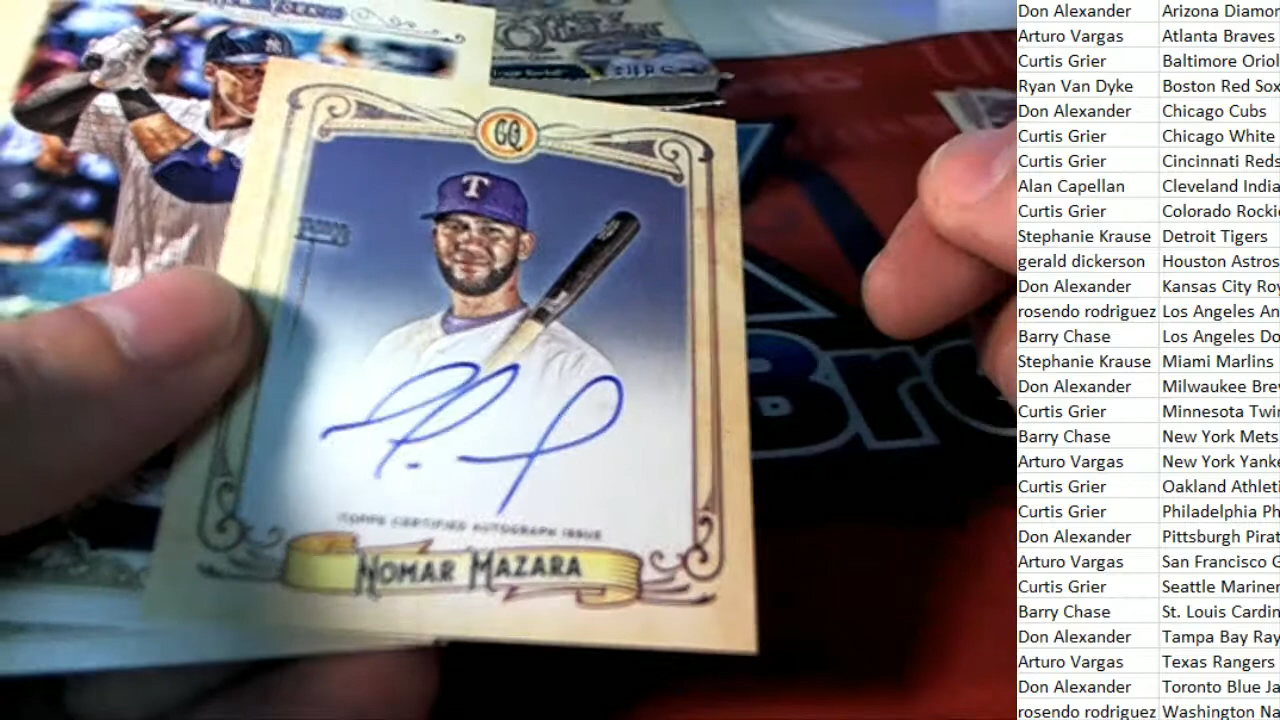 GQ
T
TOPPS CERTIFIED AUTOGRAPH ISSUE
NOMAR MAZARA
Bre
Don Alexander Arizona Diamor
Arturo Vargas Atlanta Braves
Curtis Grier Baltimore Oriol
Ryan Van Dyke Boston Red Sox
Don Alexander Chicago Cubs
Curtis Grier Chicago White
Curtis Grier Cincinnati Reds
Alan Capellan Cleveland India
Curtis Grier Colorado Rocki
Stephanie Krause Detroit Tigers
gerald dickerson Houston Astros
Don Alexander Kansas City Roy
rosendo rodriguez Los Angeles An
Barry Chase Los Angeles Do
Stephanie Krause Miami Marlins
Don Alexander Milwaukee Bre
Curtis Grier Minnesota Twi
Barry Chase New York Mets
Arturo Vargas New York Yanke
Curtis Grier Oakland Athleti
Curtis Grier Philadelphia Ph
Don Alexander Pittsburgh Pirat
Arturo Vargas San Francisco G
Curtis Grier Seattle Mariner
Barry Chase St. Louis Cardin
Don Alexander Tampa Bay Ray
Arturo Vargas Texas Rangers
Don Alexander Toronto Blue Ja
rosendo rodriguez Washington Na